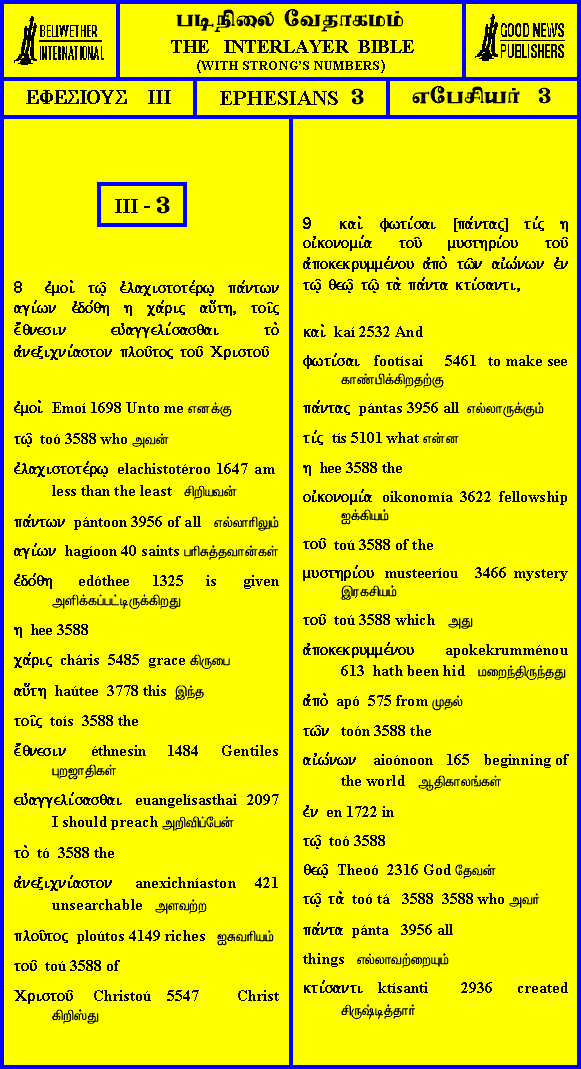 BELLWETHER
INTERNATIONAL
படிநிலை வேதாகமம்
THE INTERLAYER BIBLE
(WITH STRONG'S NUMBERS)
GOOD NEWS
PUBLISHERS
ΕΦΕΣΙΟΥΣ III
EPHESIANS 3
எபேசியர் 3
III - 3
8 ἐμοὶ τῷ ἐλαχιστοτέρῳ πάντων
αγίων ἐδόθη η χάρις αὕτη, τοῖς
ἔθνεσιν εὐαγγελίσασθαι τὸ
ἀνεξιχνίαστον πλοῦτος τοῦ Χριστοῦ
ἐμοὶ Emoí 1698 Unto me எனக்கு
τῷ toó 3588 who அவன்
ἐλαχιστοτέρῳ elachistotéroo 1647 am
less than the least சிறியவன்
πάντων pántoon 3956 of all எல்லாரிலும்
αγίων hagíoon 40 saints பரிசுத்தவான்கள்
ἐδόθη edóthee 1325 is given
அளிக்கப்பட்டிருக்கிறது
η hee 3588
χάρις cháris 5485 grace கிருபை
αὕτη haútee 3778 this இந்த
τοῖς toís 3588 the
ἔθνεσιν éthnesin 1484 Gentiles
புறஜாதிகள்
εὐαγγελίσασθαι euangelísasthai 2097
I should preach அறிவிப்பேன்
τὸ tó 3588 the
ἀνεξιχνίαστον anexichníaston 421
unsearchable அளவற்ற
πλοῦτος ploútos 4149 riches ஐசுவரியம்
τοῦ toú 3588 of
Χριστοῦ Christoú 5547 Christ
கிறிஸ்து
9 καὶ φωτίσαι [πάντας] τίς η
οἰκονομία τοῦ μυστηρίου τοῦ
ἀποκεκρυμμένου ἀπὸ τῶν αἰώνων ἐν
τῷ θεῷ τῷ τὰ πάντα κτίσαντι,
καὶ kaí 2532 And
φωτίσαι footísai 5461 to make see
காண்பிக்கிறதற்கு
πάντας pántas 3956 all எல்லாருக்கும்
τίς tís 5101 what என்ன
η hee 3588 the
οἰκονομία oikonomía 3622 fellowship
ஐக்கியம்
τοῦ toú 3588 of the
μυστηρίου musteeríou 3466 mystery
இரகசியம்
τοῦ toú 3588 which அது
ἀποκεκρυμμένου apokekrumménou
613 hath been hid மறைந்திருந்தது
ἀπὸ apó 575 from முதல்
τῶν toón 3588 the
αἰώνων aioónoon 165 beginning of
the world ஆதிகாலங்கள்
ἐν en 1722 in
τῷ toó 3588
θεῷ Theoó 2316 God தேவன்
τῷ τὰ toó tá 3588 3588 who அவர்
πάντα pánta 3956 all
things எல்லாவற்றையும்
κτίσαντι ktísanti 2936 created
சிருஷ்டித்தார்